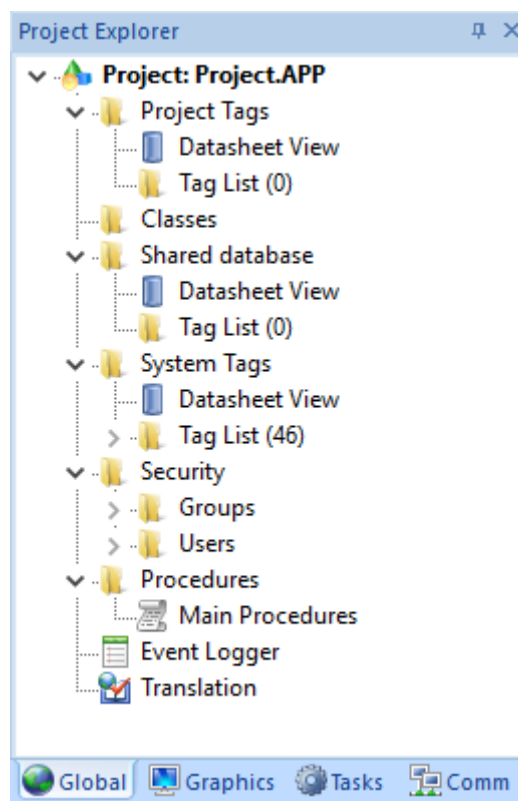 Project Explorer
Project: Project.APP
Project Tags
Datasheet View
Tag List (0)
Classes
Shared database
Datasheet View
Tag List (0)
System Tags
Datasheet View
Tag List (46)
Security
Groups
Users
Procedures
Main Procedures
Event Logger
Translation
Global Graphics Tasks Comm